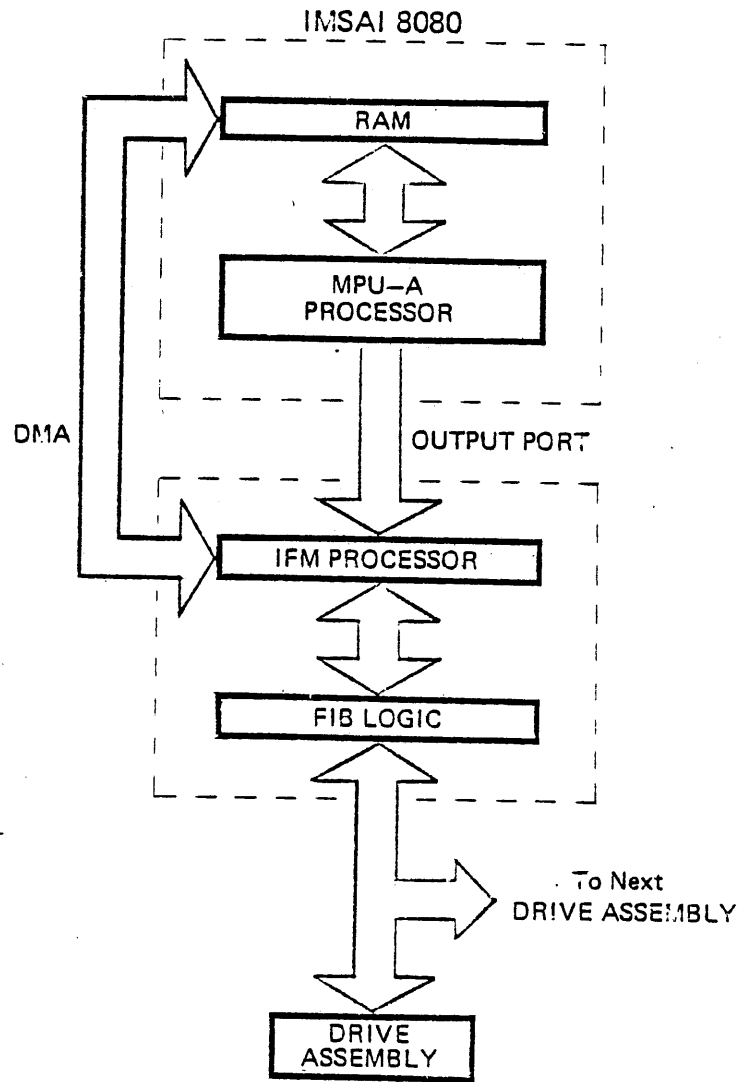 IMSAI 8080
RAM
MPU–A
PROCESSOR
DMA
OUTPUT PORT
IFM PROCESSOR
FIB LOGIC
To Next
DRIVE ASSEMBLY
DRIVE
ASSEMBLY